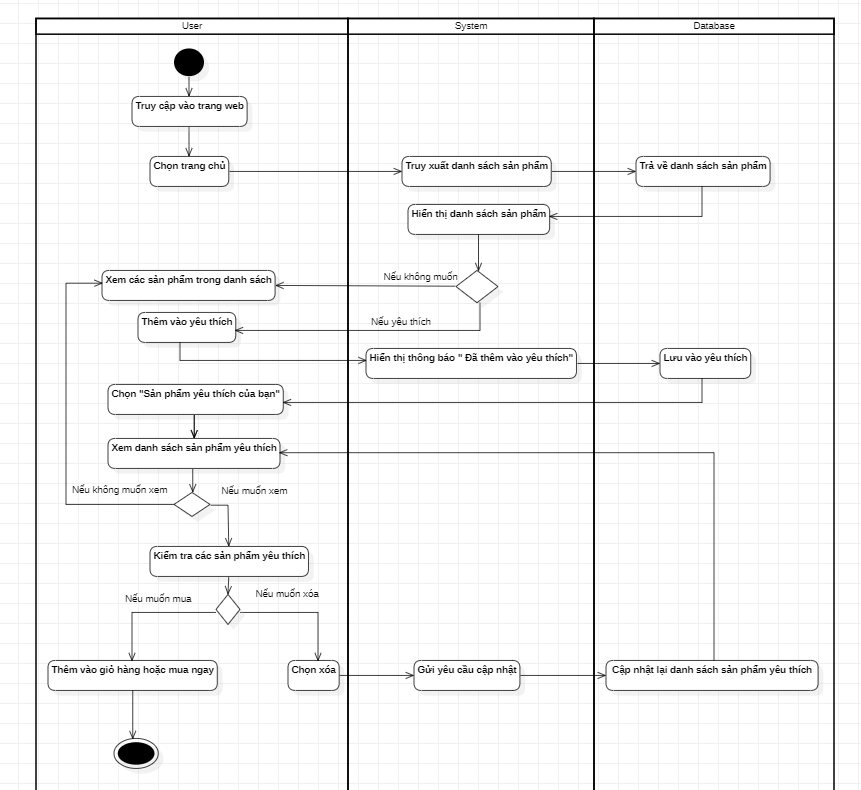 User
System
Database
Truy cập vào trang web
Chọn trang chủ
Truy xuất danh sách sản phẩm
Trả về danh sách sản phẩm
Hiển thị danh sách sản phẩm
Nếu không muốn
Xem các sản phẩm trong danh sách
Nếu yêu thích
Thêm vào yêu thích
Hiển thị thông báo " Đã thêm vào yêu thích"
Lưu vào yêu thích
Chọn "Sản phẩm yêu thích của bạn"
Xem danh sách sản phẩm yêu thích
Nếu không muốn xem
Nếu muốn xem
Kiểm tra các sản phẩm yêu thích
Nếu muốn mua
Nếu muốn xóa
Thêm vào giỏ hàng hoặc mua ngay
Chọn xóa
Gửi yêu cầu cập nhật
Cập nhật lại danh sách sản phẩm yêu thích